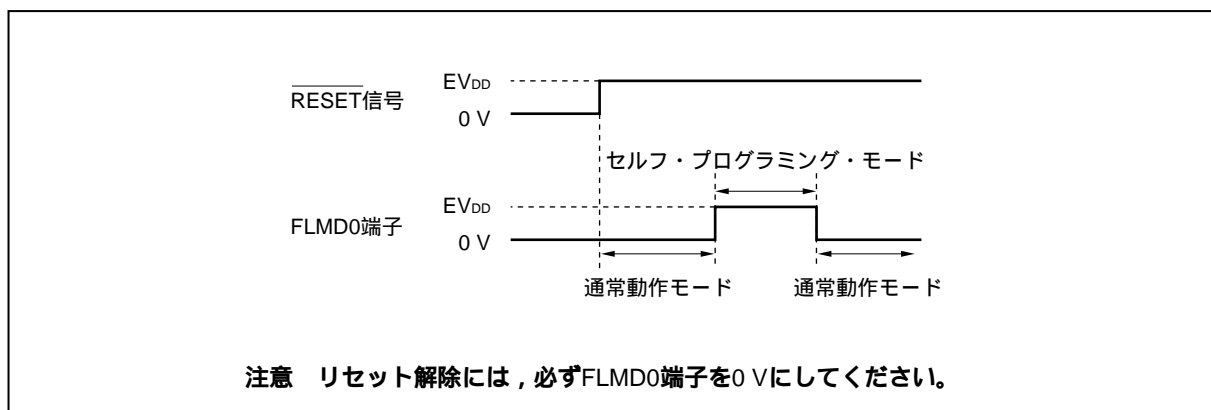 RESET信号
EVDD
0 V
セルフ・プログラミング・モード
FLMD0端子
EVDD
0 V
通常動作モード
通常動作モード
注意　リセット解除には，必ずFLMD0端子を0 Vにしてください。